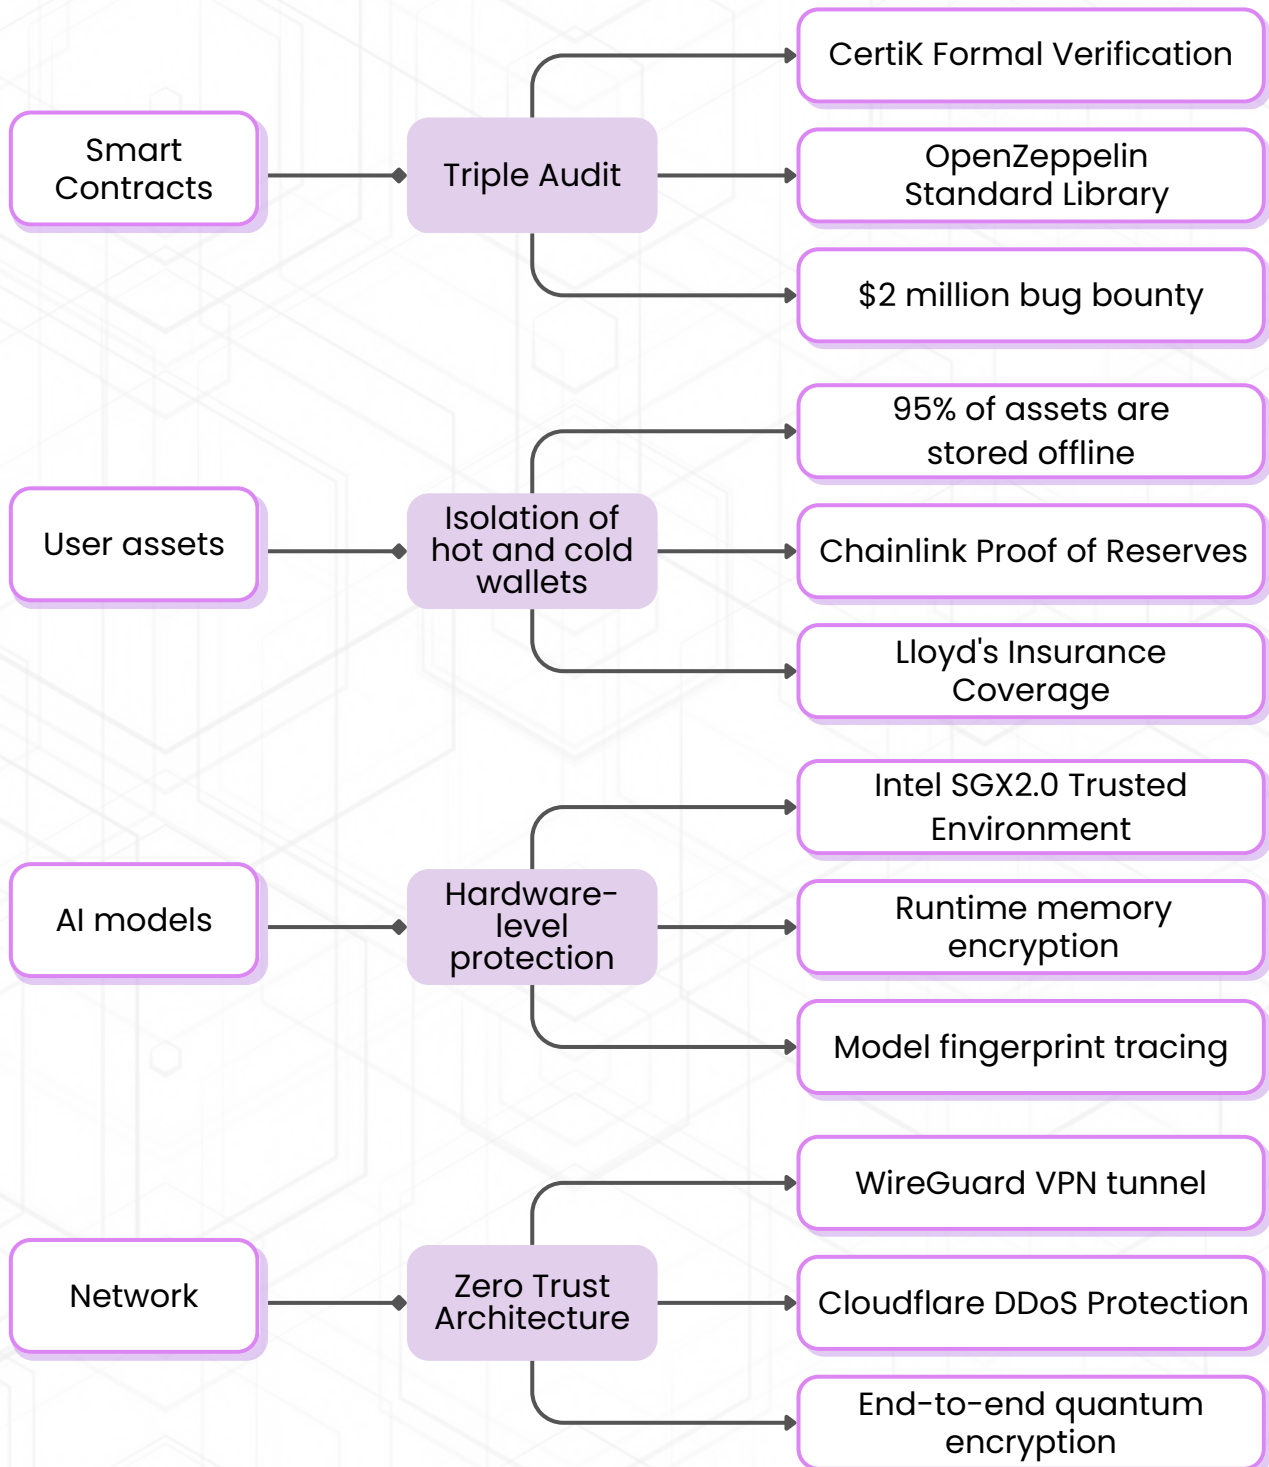 CertiK Formal Verification
Smart
Contracts
Triple Audit
OpenZeppelin
Standard Library
$2 million bug bounty
95% of assets are
stored offline
User assets
Isolation of
hot and cold
wallets
Chainlink Proof of Reserves
Lloyd's Insurance
Coverage
Intel SGX2.0 Trusted
Environment
AI models
Hardware-
level
protection
Runtime memory
encryption
Model fingerprint tracing
WireGuard VPN tunnel
Network
Zero Trust
Architecture
Cloudflare DDoS Protection
End-to-end quantum
encryption